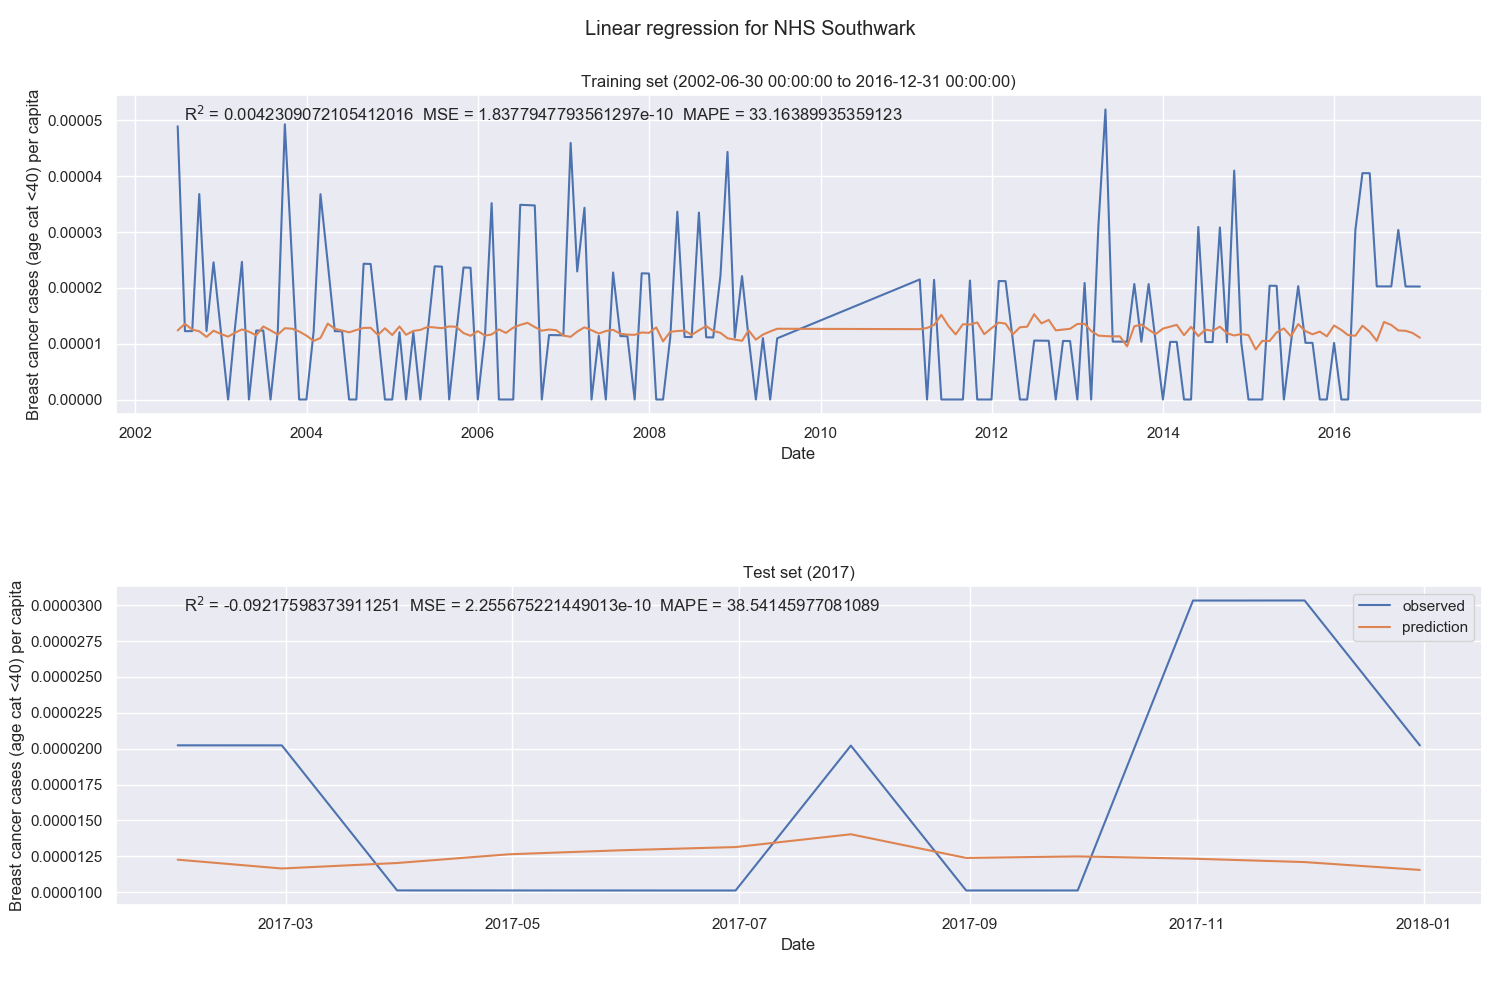 Linear regression for NHS Southwark
Training set (2002-06-30 00:00:00 to 2016-12-31 00:00:00)
R² = 0.0042309072105412016  MSE = 1.8377947793561297e-10  MAPE = 33.16389935359123
Breast cancer cases (age cat <40) per capita
0.00005
0.00004
0.00003
0.00002
0.00001
0.00000
2002 2004 2006 2008 2010 2012 2014 2016
Date
Test set (2017)
R² = -0.09217598373911251  MSE = 2.255675221449013e-10  MAPE = 38.54145977081089
observed
prediction
Breast cancer cases (age cat <40) per capita
0.0000300
0.0000275
0.0000250
0.0000225
0.0000200
0.0000175
0.0000150
0.0000125
0.0000100
2017-03 2017-05 2017-07 2017-09 2017-11 2018-01
Date